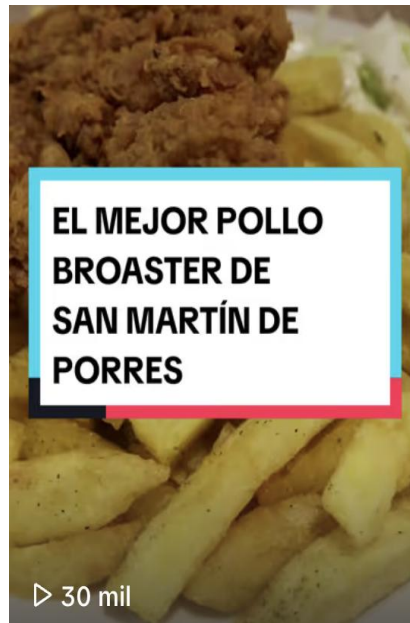 EL MEJOR POLLO
BROASTER DE
SAN MARTÍN DE
PORRES
30 mil